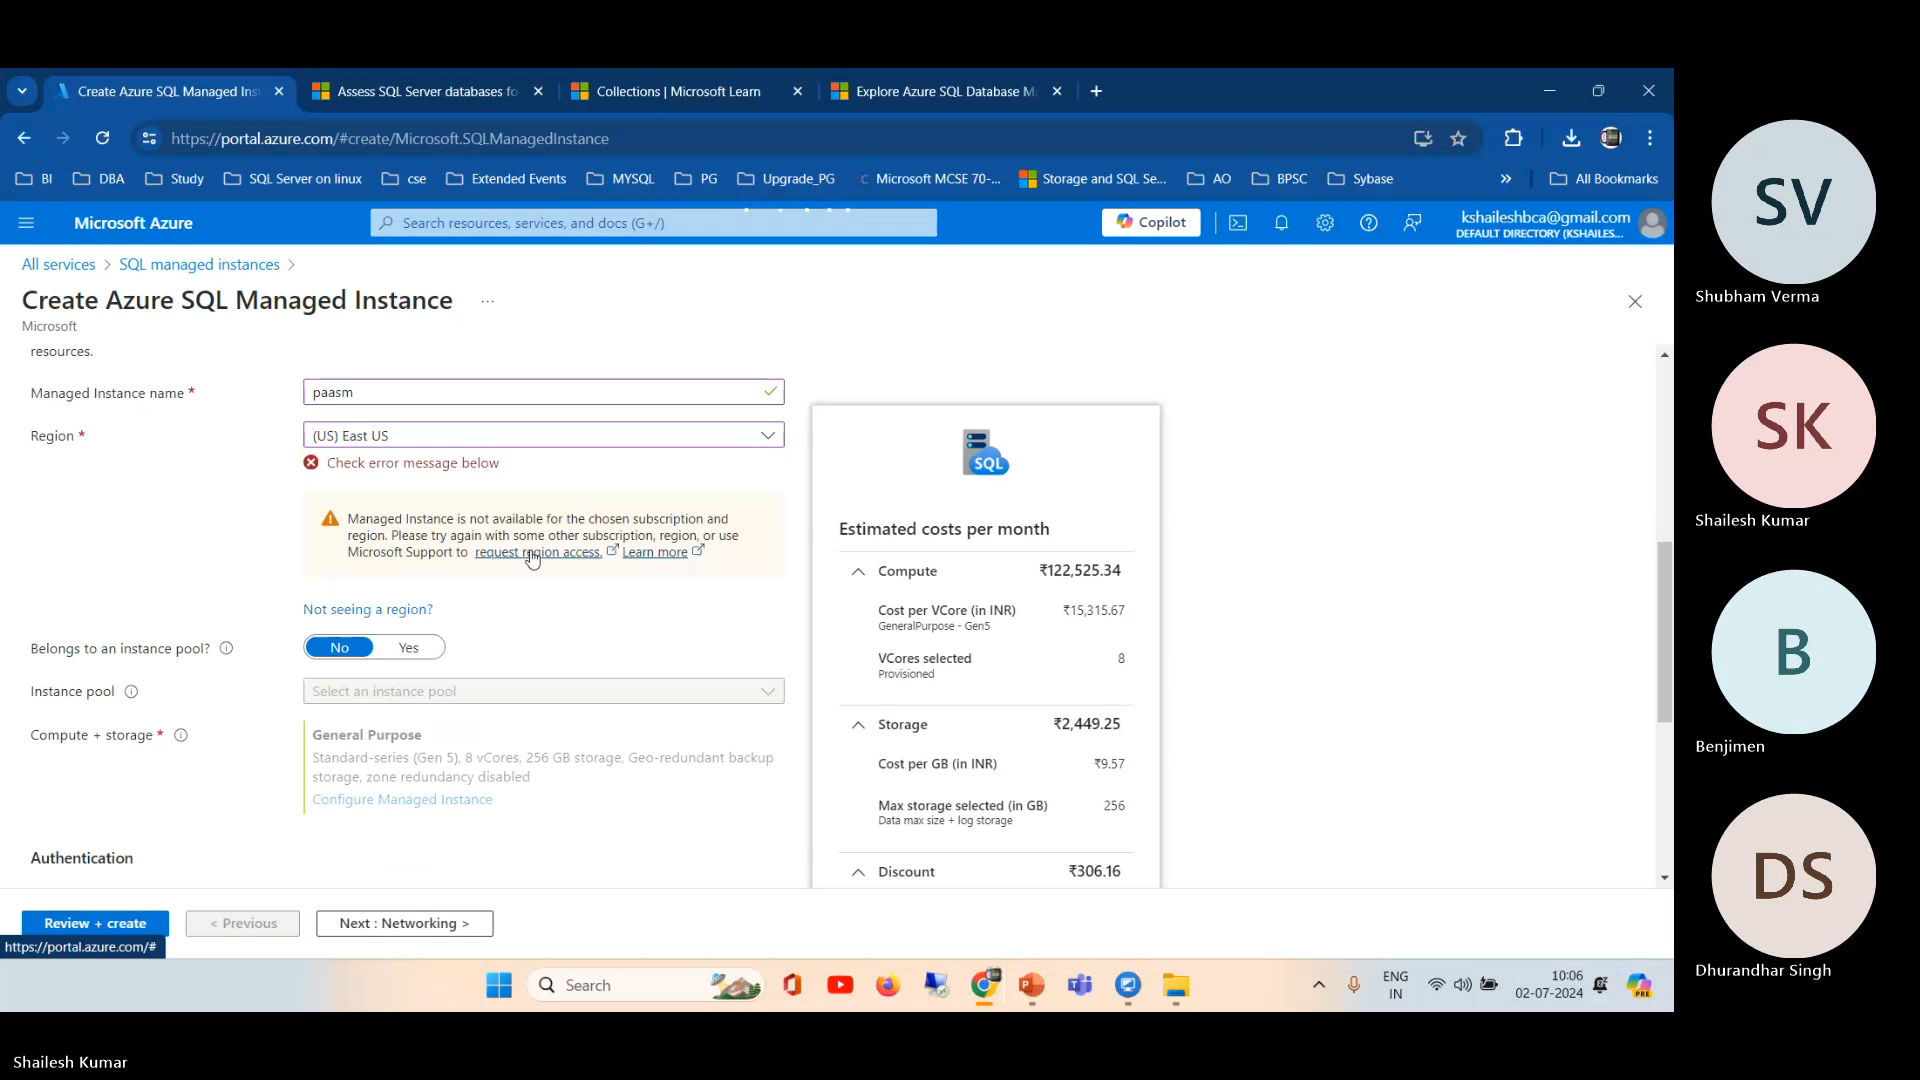 Create Azure SQL Managed Ins
Assess SQL Server databases fo
Collections | Microsoft Learn
Explore Azure SQL Database M
https://portal.azure.com/#create/Microsoft.SQLManagedInstance
BI
DBA
Study
SQL Server on linux
cse
Extended Events
MYSQL
PG
Upgrade_PG
Microsoft MCSE 70-...
Storage and SQL Se...
AO
BPSC
Sybase
»
All Bookmarks
Microsoft Azure
Search resources, services, and docs (G+/)
Copilot
kshaileshbca@gmail.com
DEFAULT DIRECTORY (KSHAILES...
All services > SQL managed instances >
Create Azure SQL Managed Instance ...
Microsoft
resources.
Managed Instance name *
paasm
Region *
(US) East US
Check error message below
Managed Instance is not available for the chosen subscription and
region. Please try again with some other subscription, region, or use
Microsoft Support to request region access. Learn more
Not seeing a region?
Belongs to an instance pool?
No Yes
Instance pool
Select an instance pool
Compute + storage *
General Purpose
Standard-series (Gen 5), 8 vCores, 256 GB storage, Geo-redundant backup
storage, zone redundancy disabled
Configure Managed Instance
Authentication
SQL
Estimated costs per month
Compute ₹122,525.34
Cost per VCore (in INR) ₹15,315.67
GeneralPurpose - Gen5
VCores selected 8
Provisioned
Storage ₹2,449.25
Cost per GB (in INR) ₹9.57
Max storage selected (in GB) 256
Data max size + log storage
Discount ₹306.16
Review + create
< Previous
Next : Networking >
https://portal.azure.com/#
Search
ENG
IN
10:06
02-07-2024
PRE
SV
Shubham Verma
SK
Shailesh Kumar
B
Benjimen
DS
Dhurandhar Singh
Shailesh Kumar